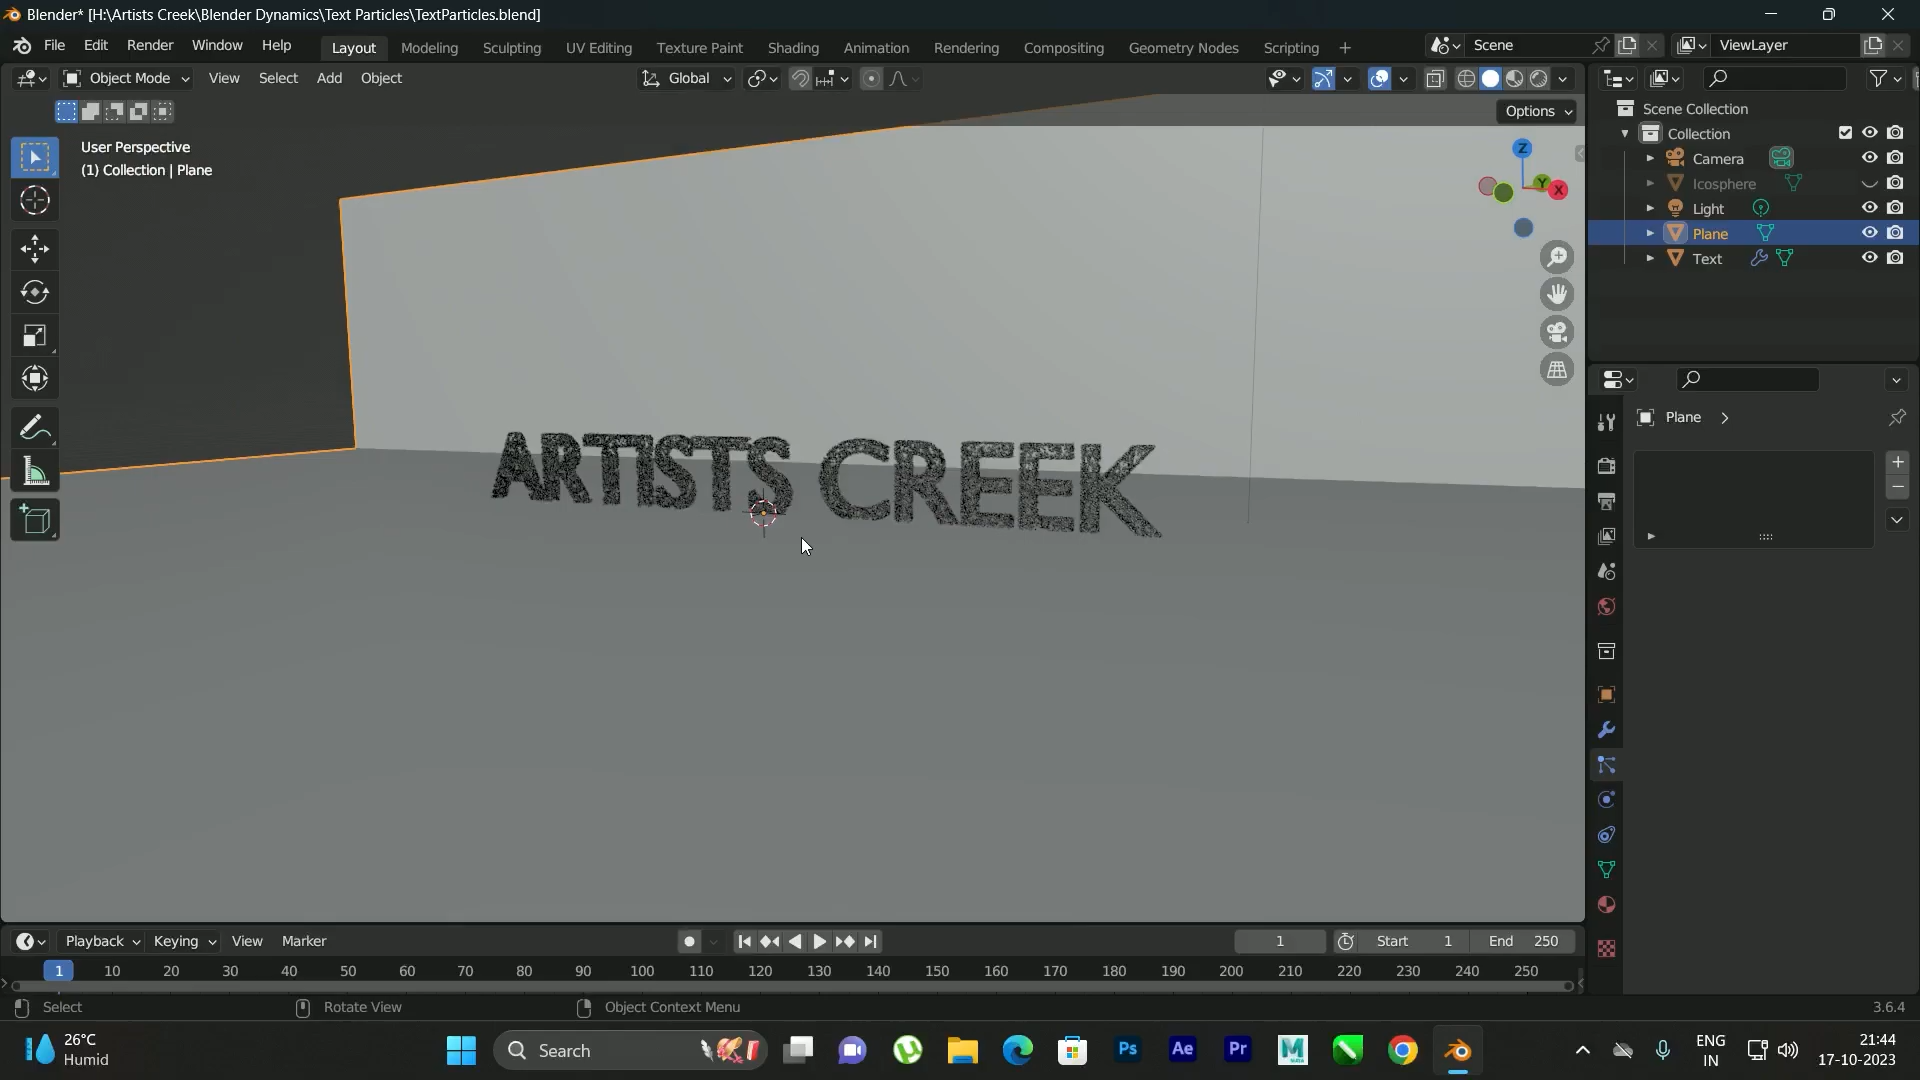 Blender* [H:\Artists Creek\Blender Dynamics\Text Particles\TextParticles.blend]
File Edit Render Window Help Layout Modeling Sculpting UV Editing Texture Paint Shading Animation Rendering Compositing Geometry Nodes Scripting + Scene ViewLayer
Object Mode View Select Add Object Global
Options
User Perspective
(1) Collection | Plane
Z
Y
X
Scene Collection
Collection
Camera
Icosphere
Light
Plane
Text
Plane
ARTISTS CREEK
Playback Keying View Marker 1 Start 1 End 250
1 10 20 30 40 50 60 70 80 90 100 110 120 130 140 150 160 170 180 190 200 210 220 230 240 250
Select Rotate View Object Context Menu 3.6.4
26°C
Humid
Search
Ps
Ae
Pr
ENG
IN
21:44
17-10-2023